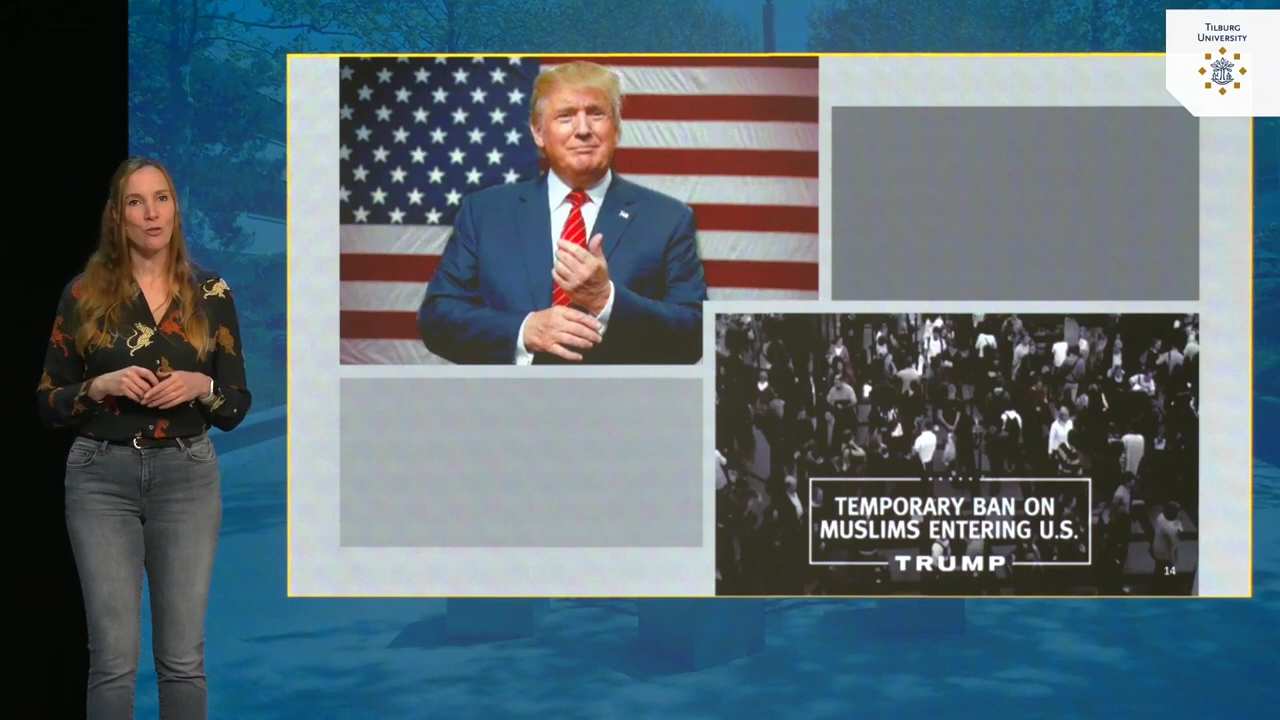 TILBURG
UNIVERSITY
TEMPORARY BAN ON
MUSLIMS ENTERING U.S.
TRUMP
14